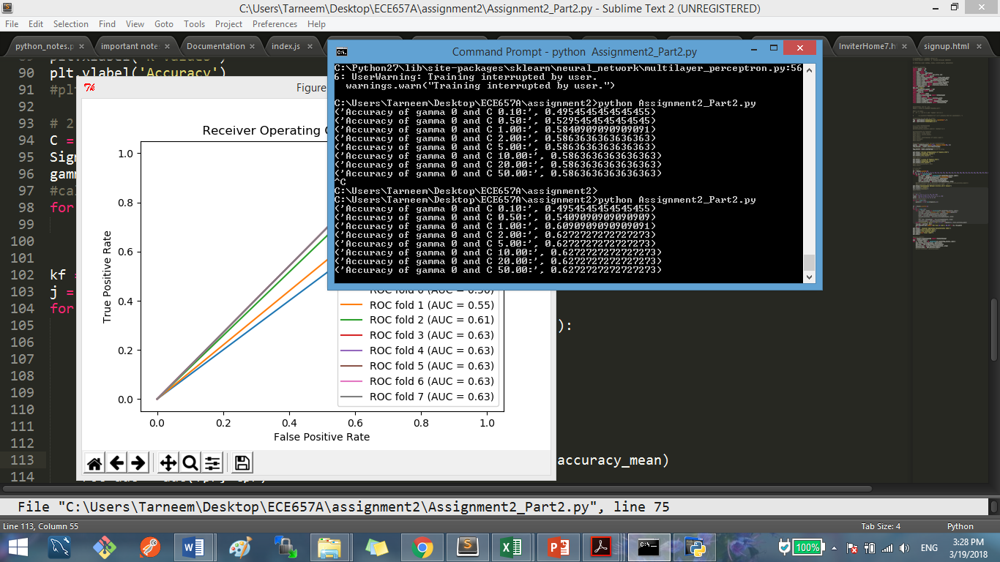 C:\Users\Tarneem\Desktop\ECE657A\assignment2\Assignment2_Part2.py - Sublime Text 2 (UNREGISTERED)
File Edit Selection Find View Goto Tools Project Preferences Help
python_notes.p × important note × Documentation × index.js × InviterHome7.h × signup.html ×
90 plt.ylabel('Accuracy')
91 #pl
92
93 # 2
94 C =
95 Sig
96 gam
97 #ca
98 for
99
100
101
102 kf
103 j =
104 for
105 ):
106
107
108
109
110
111
112
113 accuracy_mean)
114
Figure
Receiver Operating
1.0
0.8
0.6
0.4
0.2
0.0
True Positive Rate
0.0 0.2 0.4 0.6 0.8 1.0
False Positive Rate
ROC fold 1 (AUC = 0.55)
ROC fold 2 (AUC = 0.61)
ROC fold 3 (AUC = 0.63)
ROC fold 4 (AUC = 0.63)
ROC fold 5 (AUC = 0.63)
ROC fold 6 (AUC = 0.63)
ROC fold 7 (AUC = 0.63)
Command Prompt - python Assignment2_Part2.py
C:\Python27\lib\site-packages\sklearn\neural_network\multilayer_perceptron.py:56
6: UserWarning: Training interrupted by user.
warnings.warn("Training interrupted by user.")
C:\Users\Tarneem\Desktop\ECE657A\assignment2>python Assignment2_Part2.py
('Accuracy of gamma 0 and C 0.10:', 0.4954545454545455)
('Accuracy of gamma 0 and C 0.50:', 0.5295454545454545)
('Accuracy of gamma 0 and C 1.00:', 0.5840909090909091)
('Accuracy of gamma 0 and C 2.00:', 0.5863636363636363)
('Accuracy of gamma 0 and C 5.00:', 0.5863636363636363)
('Accuracy of gamma 0 and C 10.00:', 0.5863636363636363)
('Accuracy of gamma 0 and C 20.00:', 0.5863636363636363)
('Accuracy of gamma 0 and C 50.00:', 0.5863636363636363)
^C
C:\Users\Tarneem\Desktop\ECE657A\assignment2>
C:\Users\Tarneem\Desktop\ECE657A\assignment2>python Assignment2_Part2.py
('Accuracy of gamma 0 and C 0.10:', 0.4954545454545455)
('Accuracy of gamma 0 and C 0.50:', 0.5409090909090909)
('Accuracy of gamma 0 and C 1.00:', 0.6090909090909091)
('Accuracy of gamma 0 and C 2.00:', 0.6272727272727273)
('Accuracy of gamma 0 and C 5.00:', 0.6272727272727273)
('Accuracy of gamma 0 and C 10.00:', 0.6272727272727273)
('Accuracy of gamma 0 and C 20.00:', 0.6272727272727273)
('Accuracy of gamma 0 and C 50.00:', 0.6272727272727273)
File "C:\Users\Tarneem\Desktop\ECE657A\assignment2\Assignment2_Part2.py", line 75
Line 113, Column 55 Tab Size: 4 Python
100% ENG 3:28 PM
3/19/2018